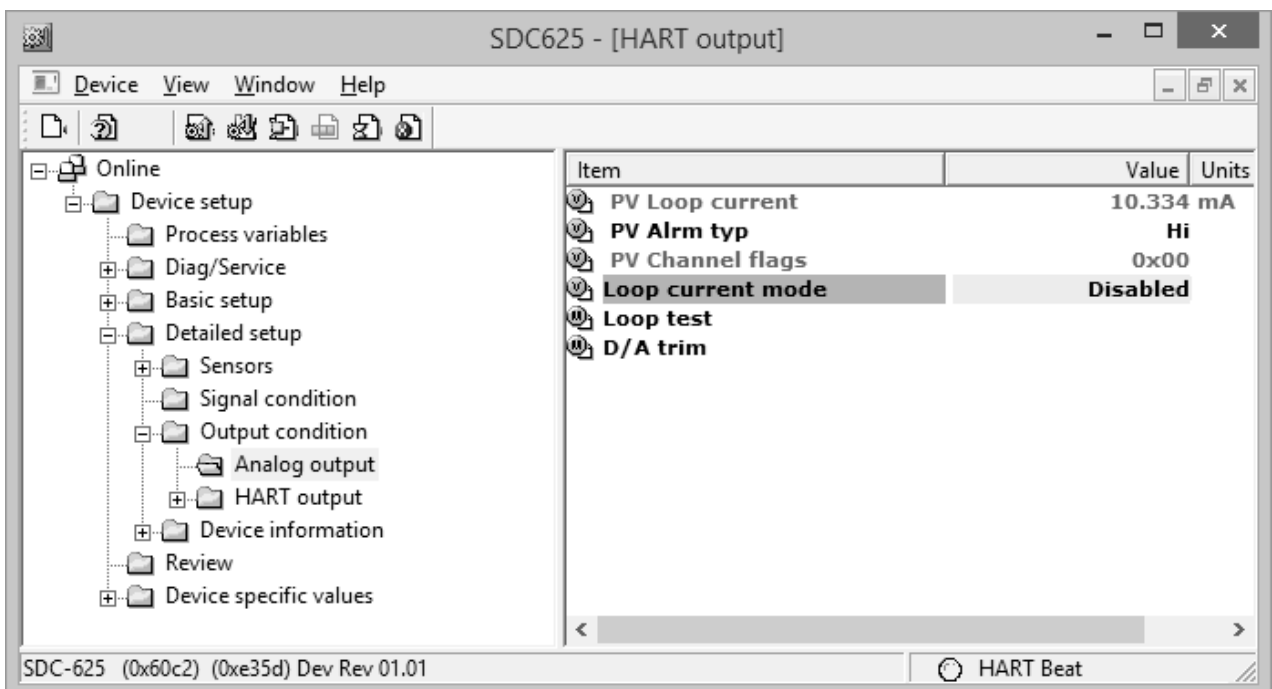 SDC625 - [HART output]
Device View Window Help
Online
Device setup
Process variables
Diag/Service
Basic setup
Detailed setup
Sensors
Signal condition
Output condition
Analog output
HART output
Device information
Review
Device specific values
Item Value Units
PV Loop current 10.334 mA
PV Alrm typ Hi
PV Channel flags 0x00
Loop current mode Disabled
Loop test
D/A trim
SDC-625 (0x60c2) (0xe35d) Dev Rev 01.01
HART Beat